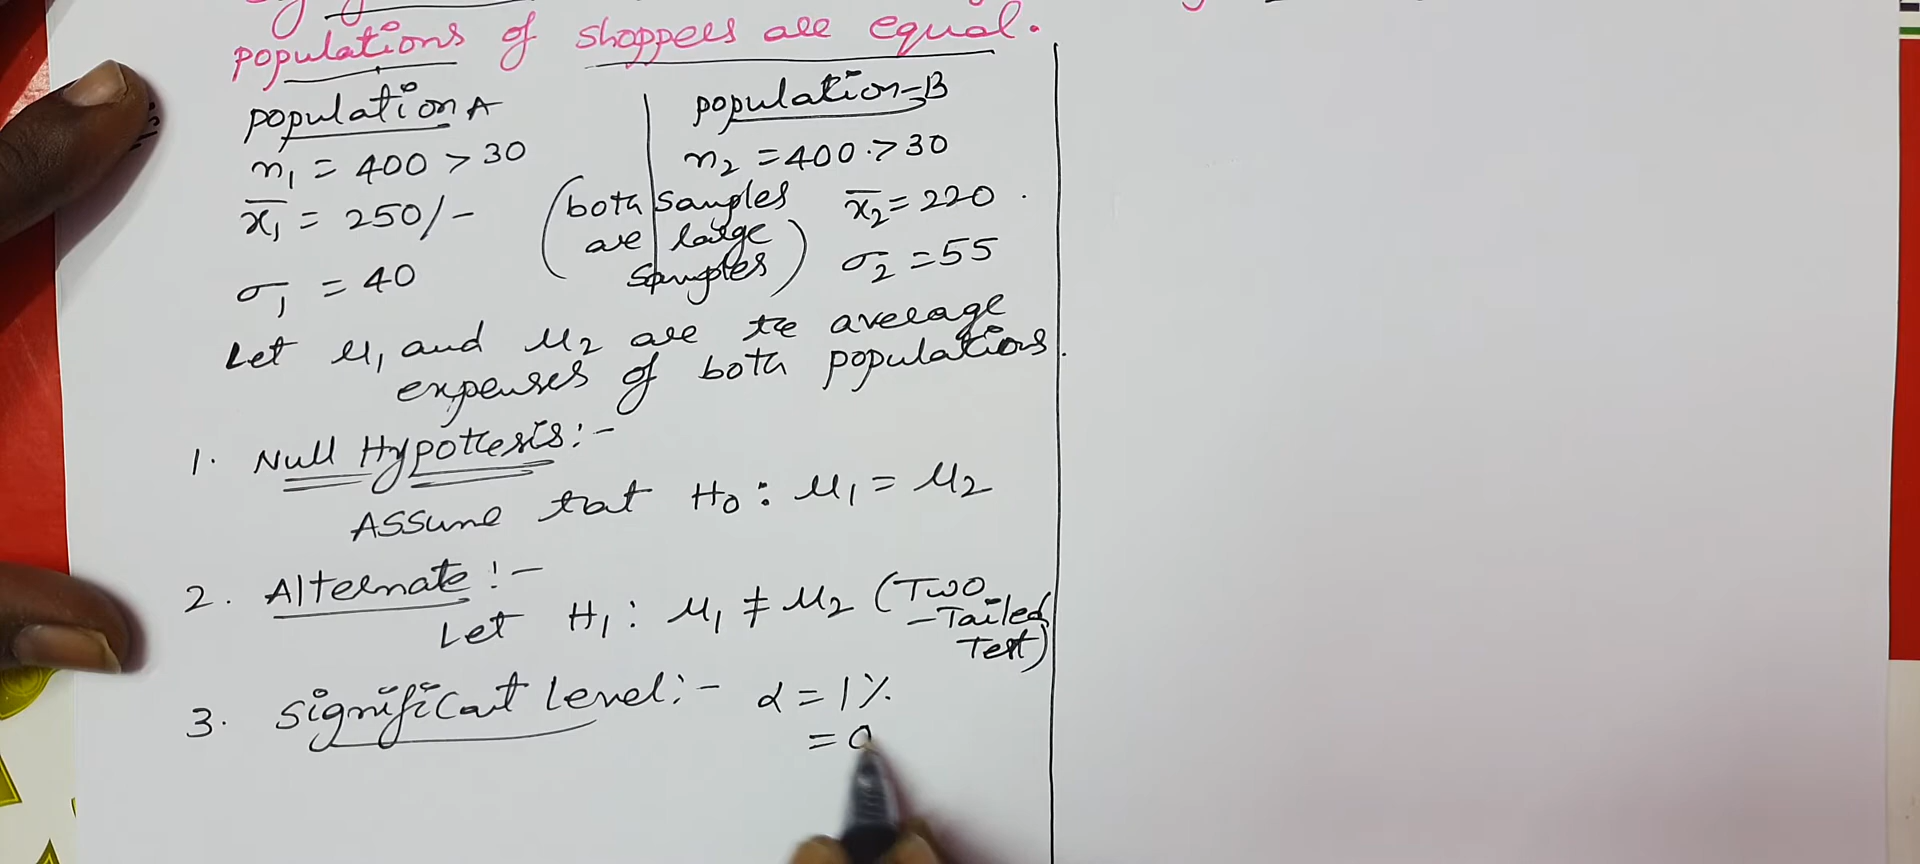 populations of shoppers are equal.
population A
n₁ = 400 > 30
x̄₁ = 250/-
σ₁ = 40
population-B
n₂ = 400 > 30
(both samples are large samples)
x̄₂ = 220
σ₂ = 55
Let μ₁ and μ₂ are the average
expenses of both populations.
1. Null Hypothesis:-
Assume that H₀ : μ₁ = μ₂
2. Alternate :-
Let H₁ : μ₁ ≠ μ₂ (Two
-Tailed
Test)
3. Significant Level:- α = 1%
= 0